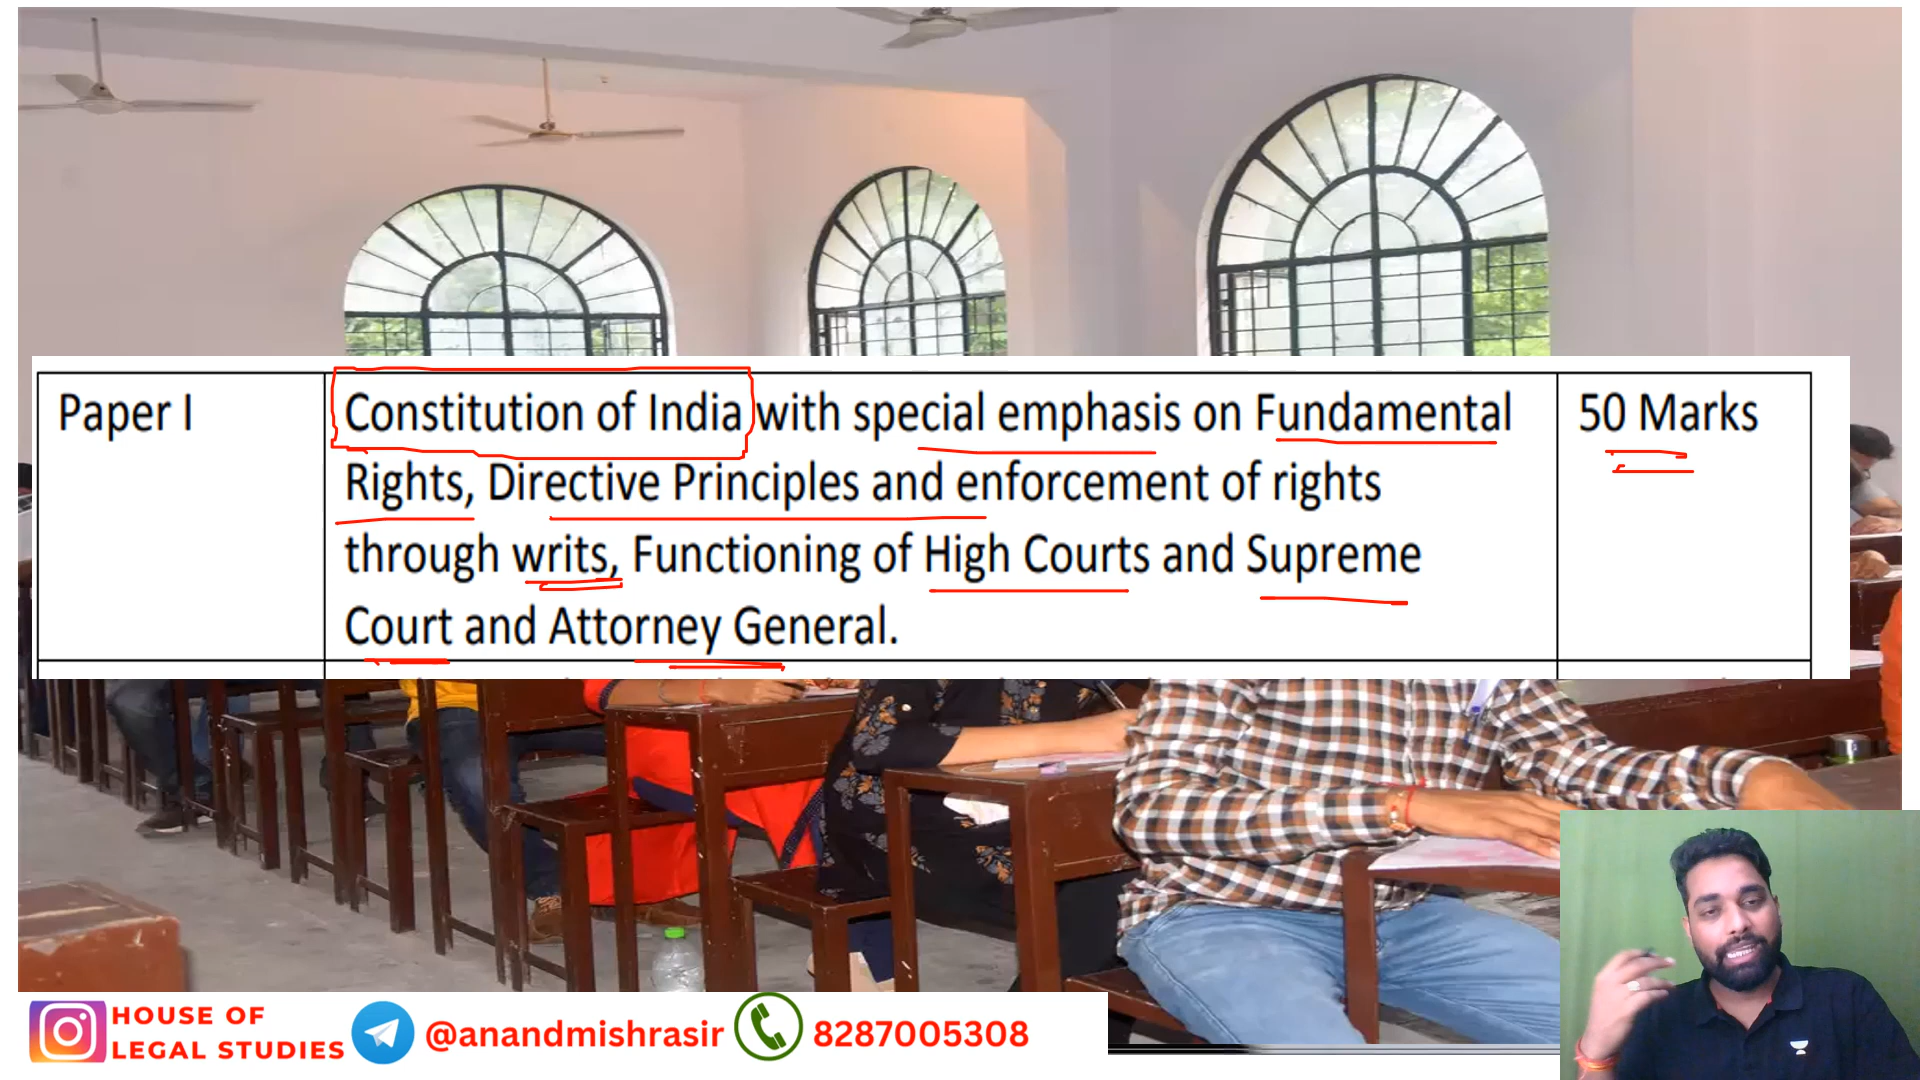 Paper I
Constitution of India with special emphasis on Fundamental
Rights, Directive Principles and enforcement of rights
through writs, Functioning of High Courts and Supreme
Court and Attorney General.
50 Marks
HOUSE OF
LEGAL STUDIES
@anandmishrasir
8287005308